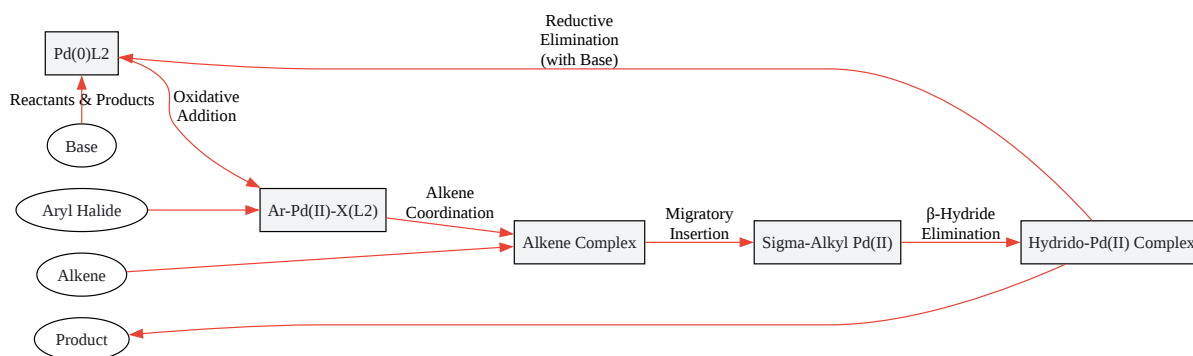 Reductive
Elimination
(with Base)
Pd(0)L2
Reactants & Products
Oxidative
Addition
Base
Aryl Halide
Ar-Pd(II)-X(L2)
Alkene
Coordination
Alkene Complex
Migratory
Insertion
Sigma-Alkyl Pd(II)
β-Hydride
Elimination
Hydrido-Pd(II) Complex
Alkene
Product